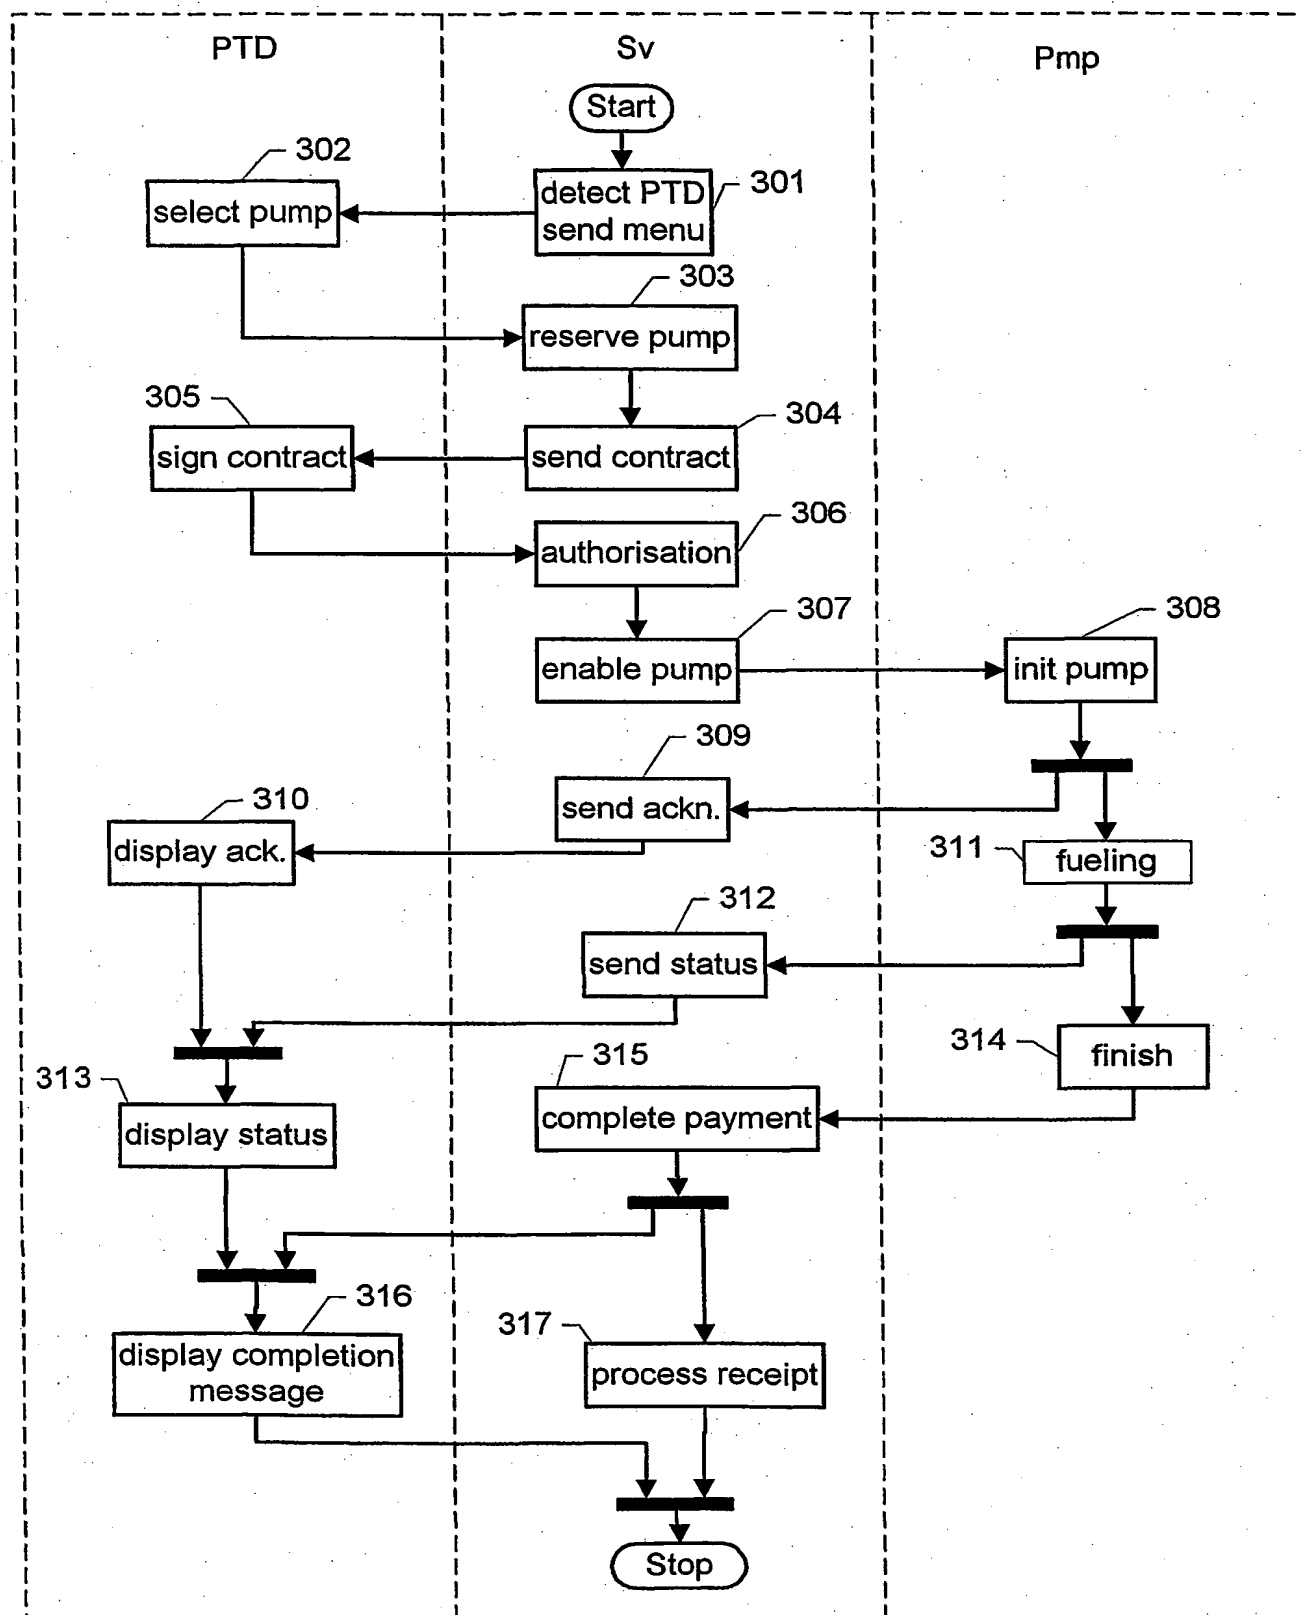 PTD
Sv
Pmp
Start
302
301
detect PTD
send menu
select pump
303
reserve pump
305
304
sign contract
send contract
306
authorisation
307
308
enable pump
init pump
309
310
send ackn.
display ack.
311
fueling
312
send status
314
finish
315
313
complete payment
display status
316
317
display completion
message
process receipt
Stop